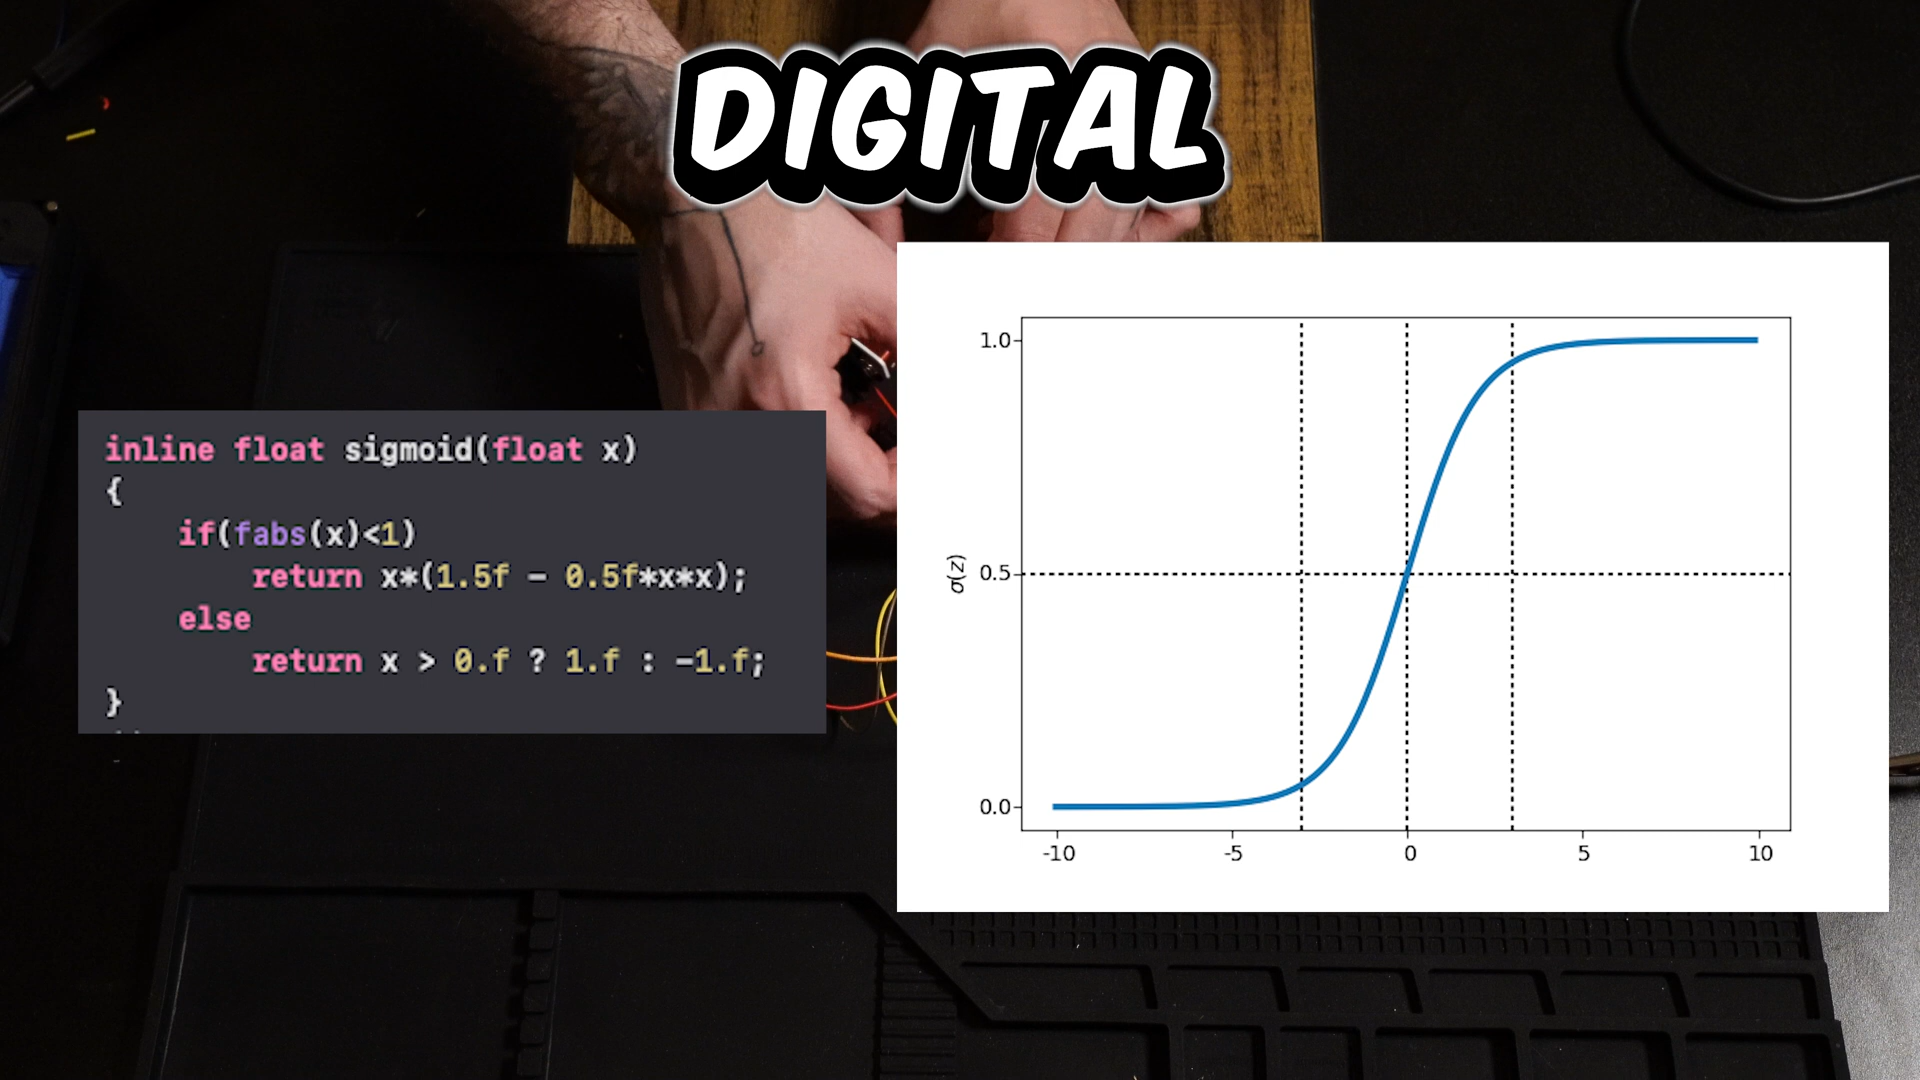 DIGITAL
inline float sigmoid(float x)
{
if(fabs(x)<1)
return x*(1.5f − 0.5f*x*x);
else
return x > 0.f ? 1.f : −1.f;
}
1.0
0.5
0.0
σ(z)
-10 -5 0 5 10